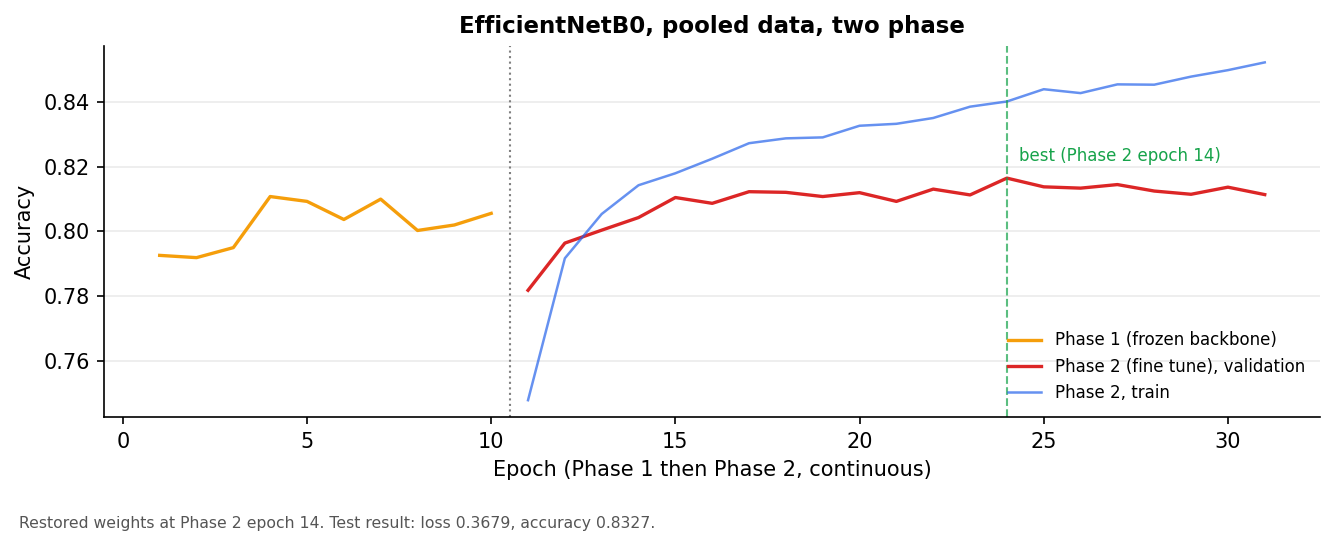 EfficientNetB0, pooled data, two phase
Accuracy
0.84
0.82
0.80
0.78
0.76
best (Phase 2 epoch 14)
Phase 1 (frozen backbone)
Phase 2 (fine tune), validation
Phase 2, train
0 5 10 15 20 25 30
Epoch (Phase 1 then Phase 2, continuous)
Restored weights at Phase 2 epoch 14. Test result: loss 0.3679, accuracy 0.8327.